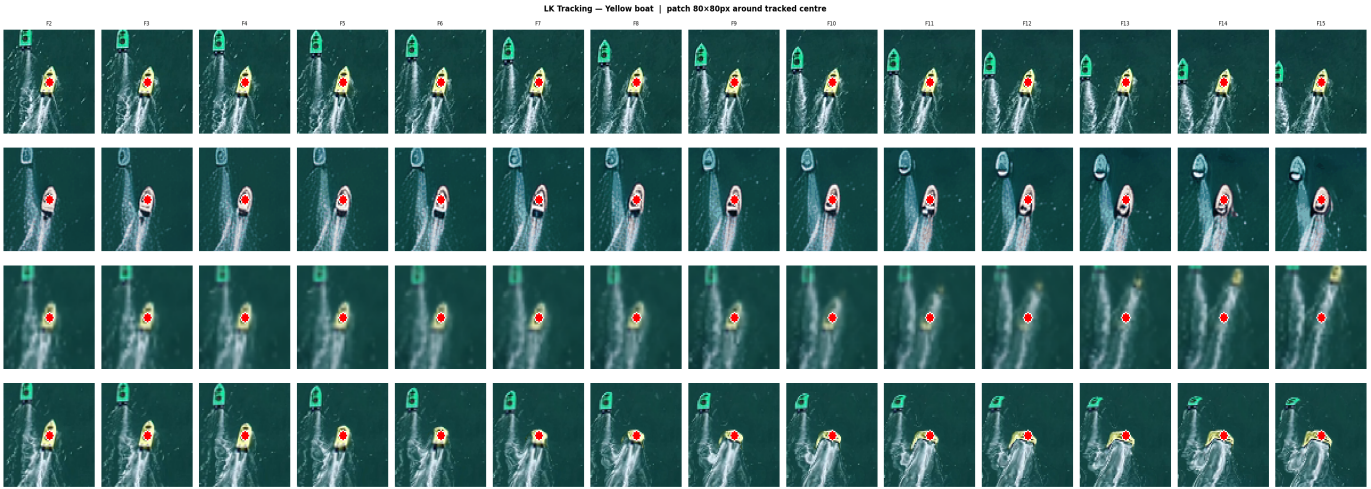 LK Tracking — Yellow boat | patch 80×80px around tracked centre
F2 F3 F4 F5 F6 F7 F8 F9 F10 F11 F12 F13 F14 F15